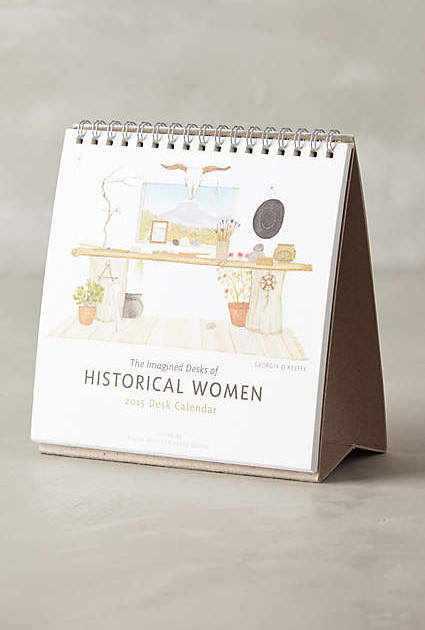 GEORGIA O'KEEFFE
The Imagined Desks of
HISTORICAL WOMEN
2015 Desk Calendar